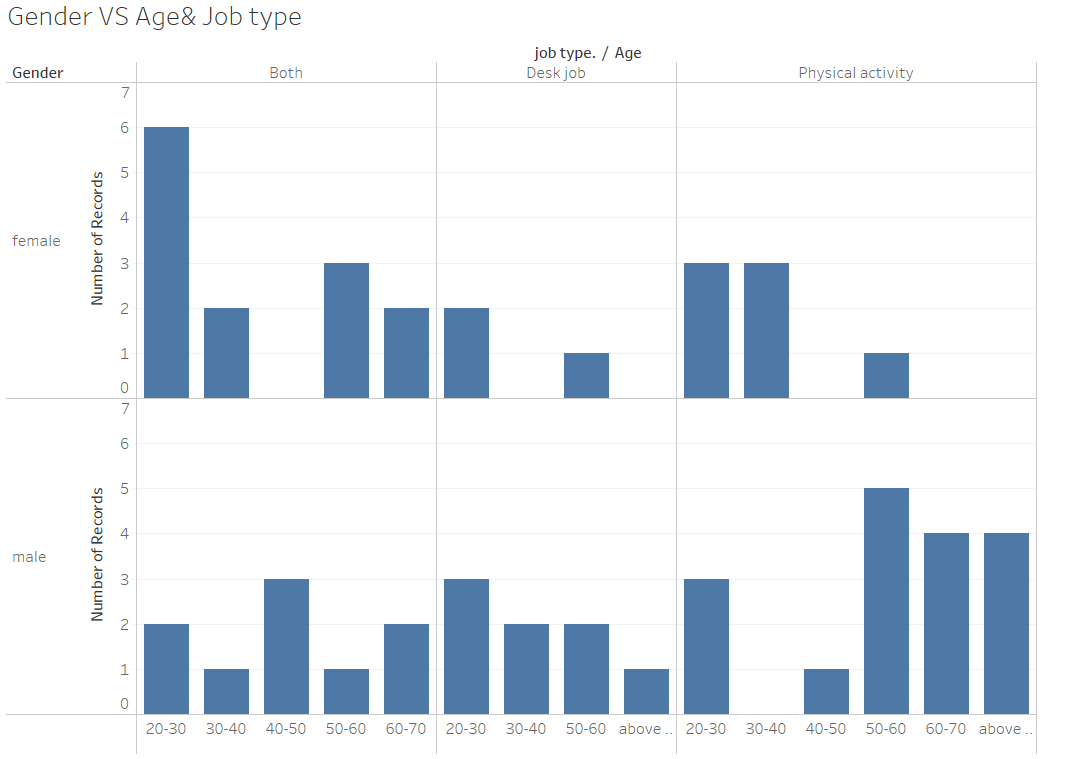 Gender VS Age& Job type
job type. / Age
Gender Both Desk job Physical activity
7
6
5
4
3
2
1
0
Number of Records
female
7
6
5
4
3
2
1
0
Number of Records
male
20-30 30-40 40-50 50-60 60-70 20-30 30-40 50-60 above .. 20-30 30-40 40-50 50-60 60-70 above ..